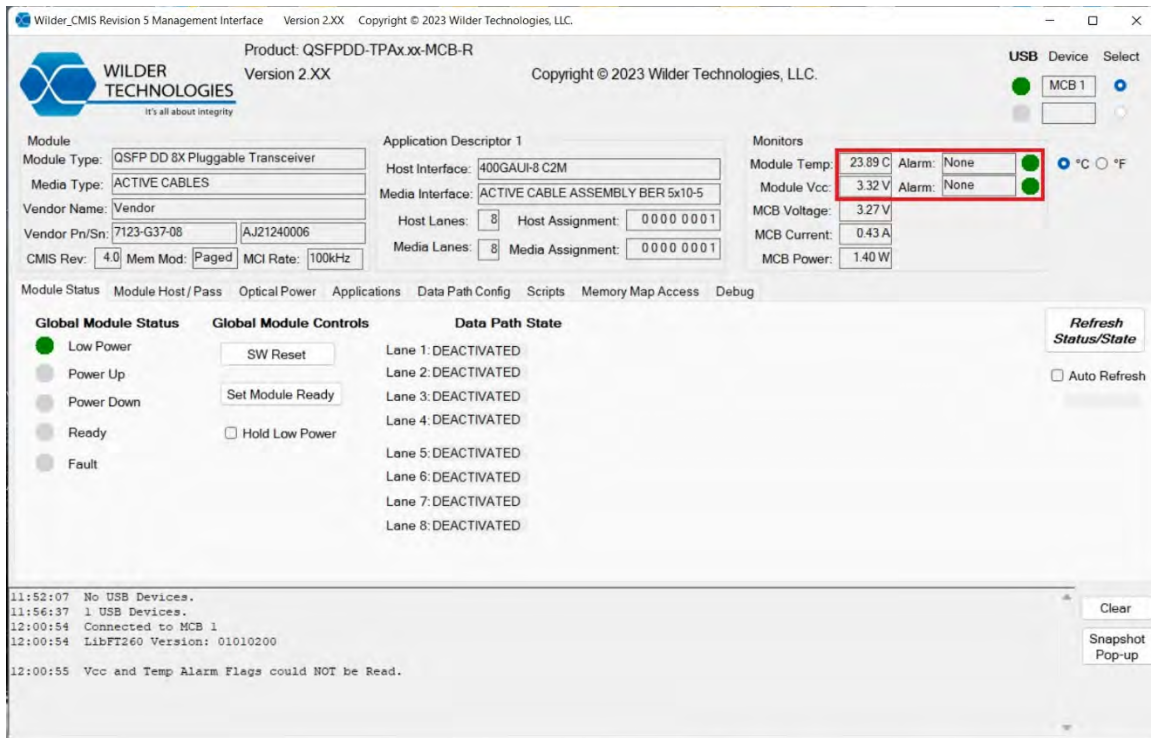 Wilder_CMIS Revision 5 Management Interface Version 2.XX Copyright © 2023 Wilder Technologies, LLC.
WILDER
TECHNOLOGIES
It's all about integrity
Product: QSFPDD-TPAx.xx-MCB-R
Version 2.XX
Copyright © 2023 Wilder Technologies, LLC.
USB Device Select
MCB 1
Module
Module Type: QSFP DD 8X Pluggable Transceiver
Media Type: ACTIVE CABLES
Vendor Name: Vendor
Vendor Pn/Sn: 7123-G37-08 AJ21240006
CMIS Rev: 4.0 Mem Mod: Paged MCI Rate: 100kHz
Application Descriptor 1
Host Interface: 400GAUI-8 C2M
Media Interface: ACTIVE CABLE ASSEMBLY BER 5x10-5
Host Lanes: 8 Host Assignment: 0000 0001
Media Lanes: 8 Media Assignment: 0000 0001
Monitors
Module Temp: 23.89 C Alarm: None
Module Vcc: 3.32 V Alarm: None
MCB Voltage: 3.27 V
MCB Current: 0.43 A
MCB Power: 1.40 W
°C °F
Module Status Module Host / Pass Optical Power Applications Data Path Config Scripts Memory Map Access Debug
Global Module Status
Low Power
Power Up
Power Down
Ready
Fault
Global Module Controls
SW Reset
Set Module Ready
Hold Low Power
Data Path State
Lane 1: DEACTIVATED
Lane 2: DEACTIVATED
Lane 3: DEACTIVATED
Lane 4: DEACTIVATED
Lane 5: DEACTIVATED
Lane 6: DEACTIVATED
Lane 7: DEACTIVATED
Lane 8: DEACTIVATED
Refresh
Status/State
Auto Refresh
11:52:07 No USB Devices.
11:56:37 1 USB Devices.
12:00:54 Connected to MCB 1
12:00:54 LibFT260 Version: 01010200
12:00:55 Vcc and Temp Alarm Flags could NOT be Read.
Clear
Snapshot
Pop-up